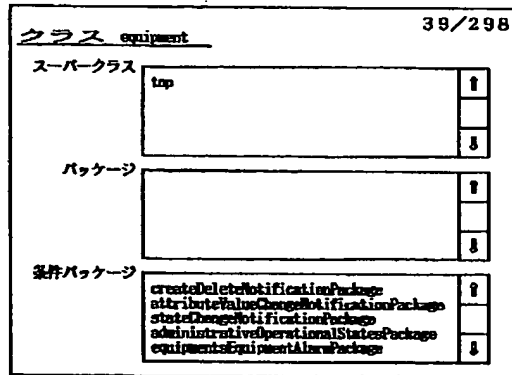 39/298
クラス equipment
スーパークラス
top
パッケージ
条件パッケージ
createDeleteNotificationPackage
attributeValueChangeNotificationPackage
stateChangeNotificationPackage
administrativeOperationalStatesPackage
equipmentsEquipmentAlarmPackage